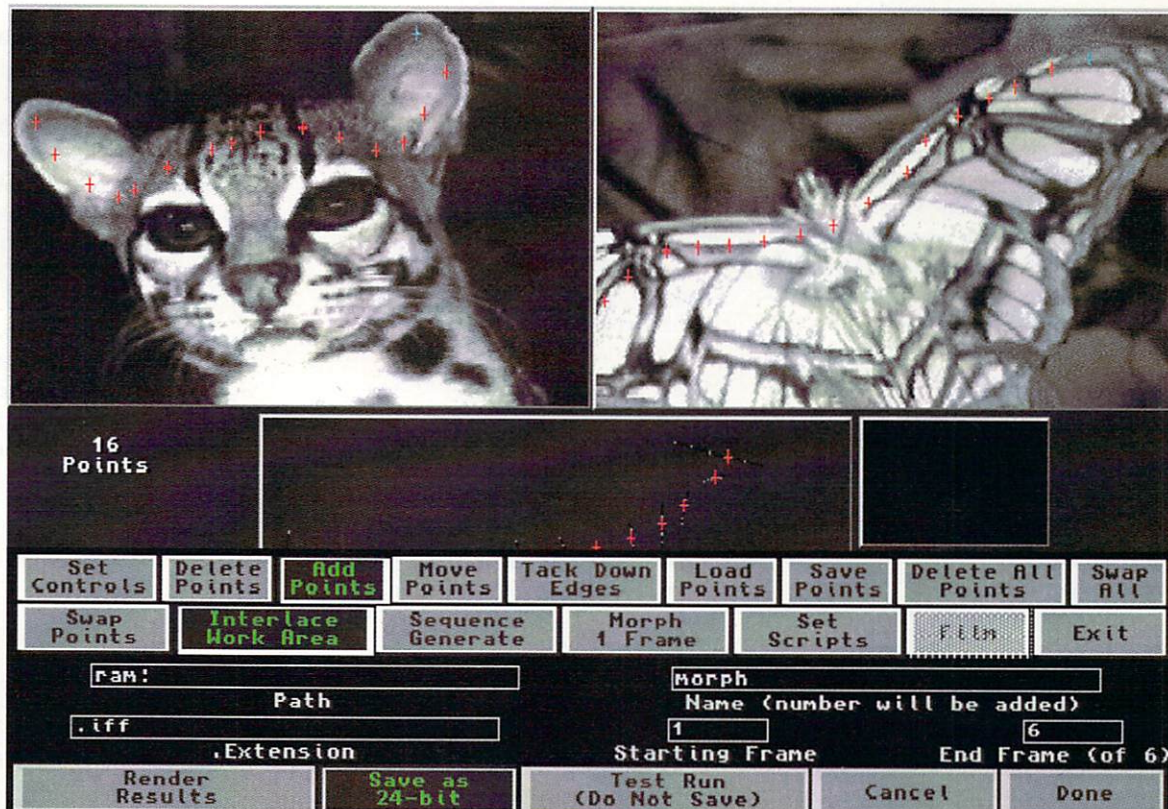 16
Points
Set
Controls
Delete
Points
Add
Points
Move
Points
Tack Down
Edges
Load
Points
Save
Points
Delete All
Points
Swap
All
Swap
Points
Interlace
Work Area
Sequence
Generate
Morph
1 Frame
Set
Scripts
Film
Exit
ram:
morph
Path
Name (number will be added)
.iff
1
6
.Extension
Starting Frame
End Frame (of 6)
Render
Results
Save as
24-bit
Test Run
(Do Not Save)
Cancel
Done